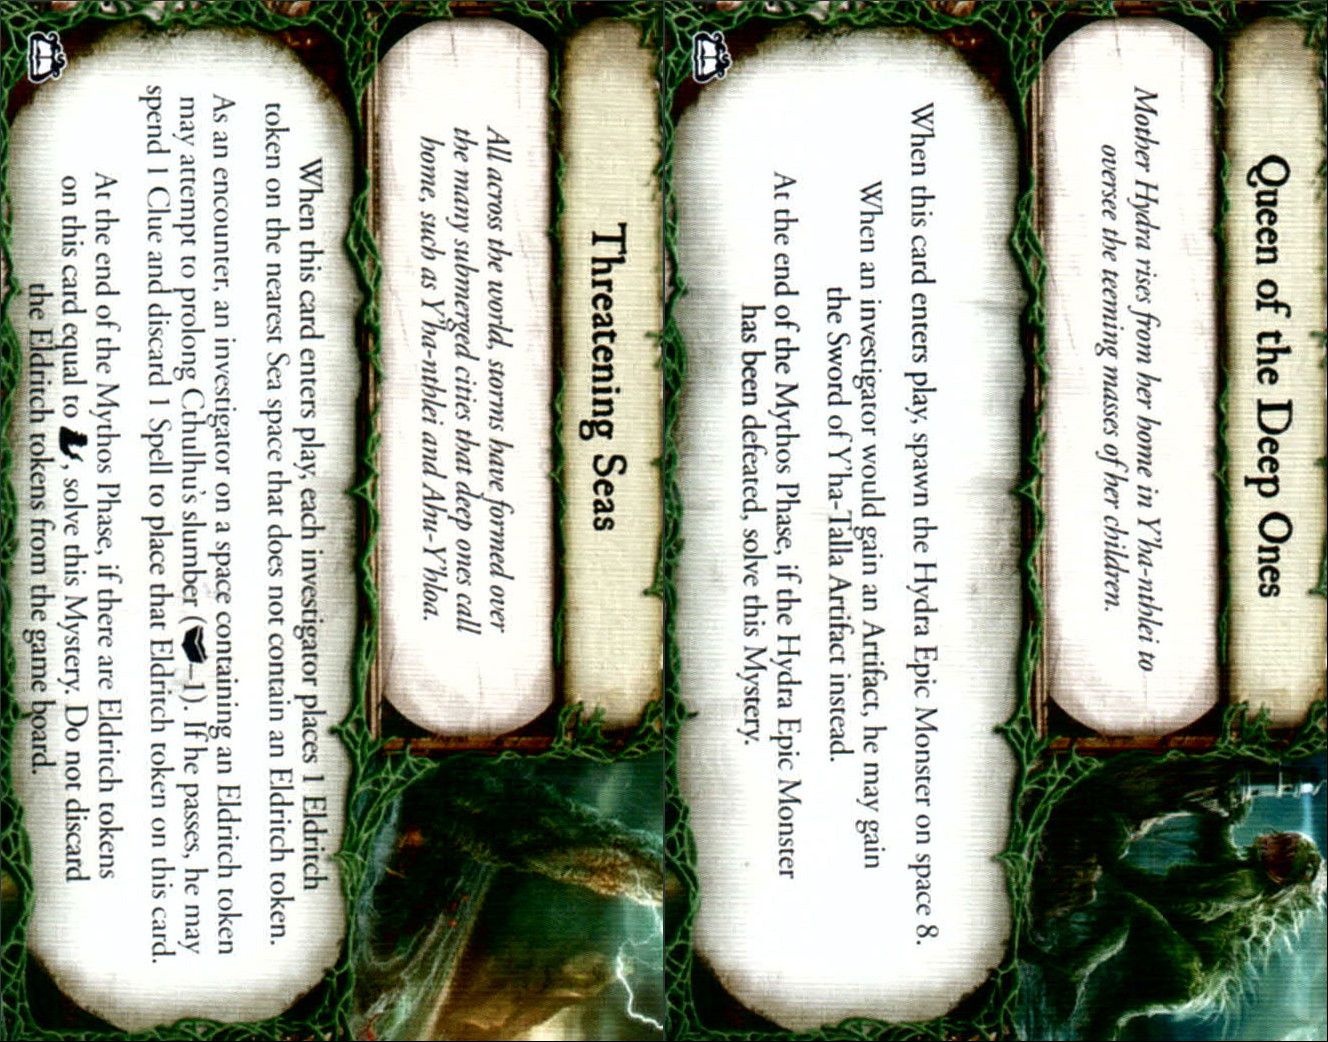 Threatening Seas
All across the world, storms have formed over
the many submerged cities that deep ones call
home, such as Y'ha-nthlei and Ahu-Y'hloa.
When this card enters play, each investigator places 1 Eldritch
token on the nearest Sea space that does not contain an Eldritch token.
As an encounter, an investigator on a space containing an Eldritch token
may attempt to prolong Cthulhu's slumber ( –1). If he passes, he may
spend 1 Clue and discard 1 Spell to place that Eldritch token on this card.
At the end of the Mythos Phase, if there are Eldritch tokens
on this card equal to , solve this Mystery. Do not discard
the Eldritch tokens from the game board.
Queen of the Deep Ones
Mother Hydra rises from her home in Y'ha-nthlei to
oversee the teeming masses of her children.
When this card enters play, spawn the Hydra Epic Monster on space 8.
When an investigator would gain an Artifact, he may gain
the Sword of Y'ha-Talla Artifact instead.
At the end of the Mythos Phase, if the Hydra Epic Monster
has been defeated, solve this Mystery.